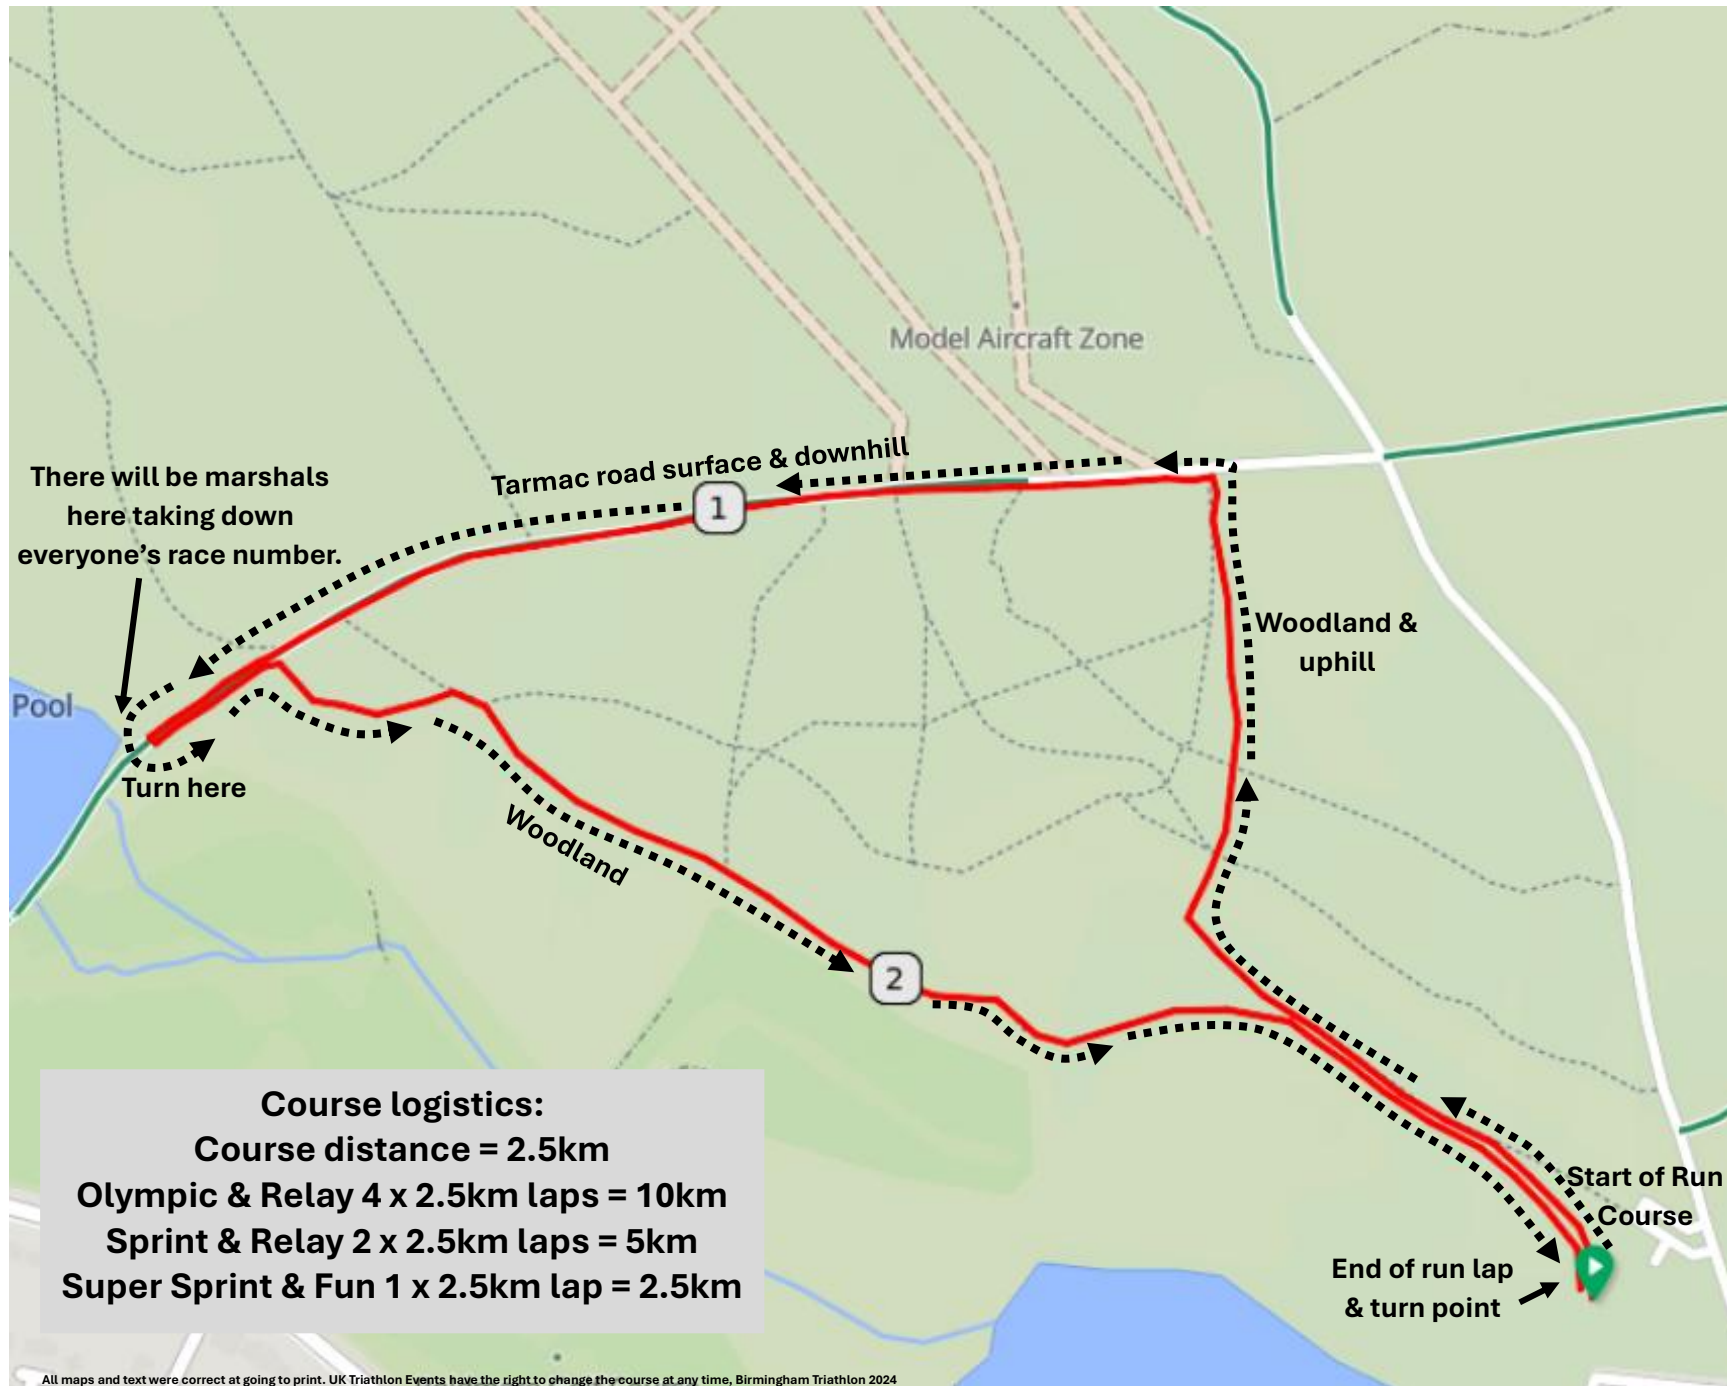 Model Aircraft Zone
Tarmac road surface & downhill
1
There will be marshals
here taking down
everyone’s race number.
Woodland &
uphill
Pool
Turn here
Woodland
2
Course logistics:
Course distance = 2.5km
Olympic & Relay 4 x 2.5km laps = 10km
Sprint & Relay 2 x 2.5km laps = 5km
Super Sprint & Fun 1 x 2.5km lap = 2.5km
Start of Run
Course
End of run lap
& turn point
All maps and text were correct at going to print. UK Triathlon Events have the right to change the course at any time, Birmingham Triathlon 2024